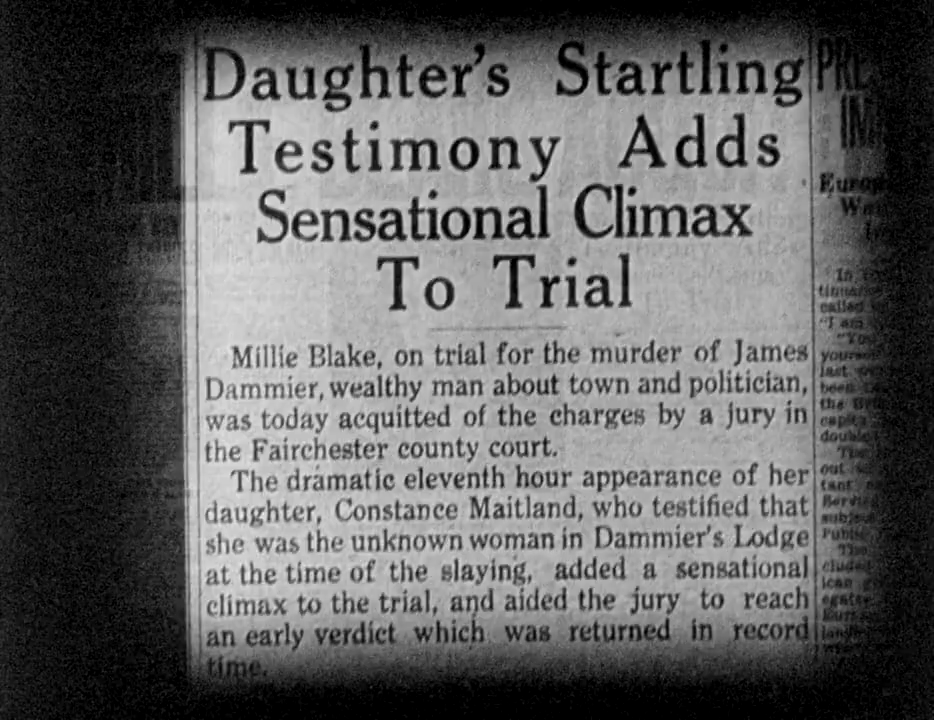 Daughter's Startling
Testimony Adds
Sensational Climax
To Trial
Millie Blake, on trial for the murder of James
Dammier, wealthy man about town and politician,
was today acquitted of the charges by a jury in
the Fairchester county court.
The dramatic eleventh hour appearance of her
daughter, Constance Maitland, who testified that
she was the unknown woman in Dammier's Lodge
at the time of the slaying, added a sensational
climax to the trial, and aided the jury to reach
an early verdict which was returned in record
time.
"I am
the